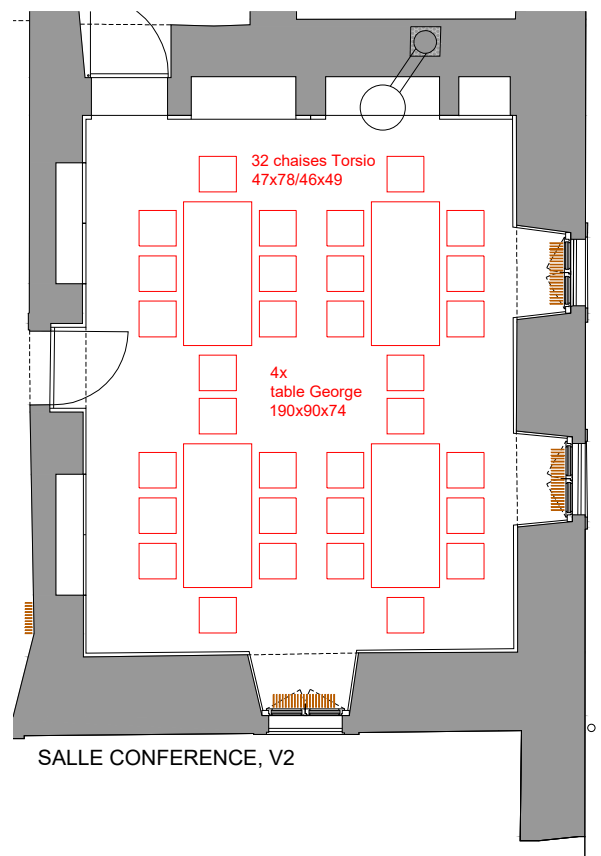 32 chaises Torsio
47x78/46x49
4x
table George
190x90x74
SALLE CONFERENCE, V2